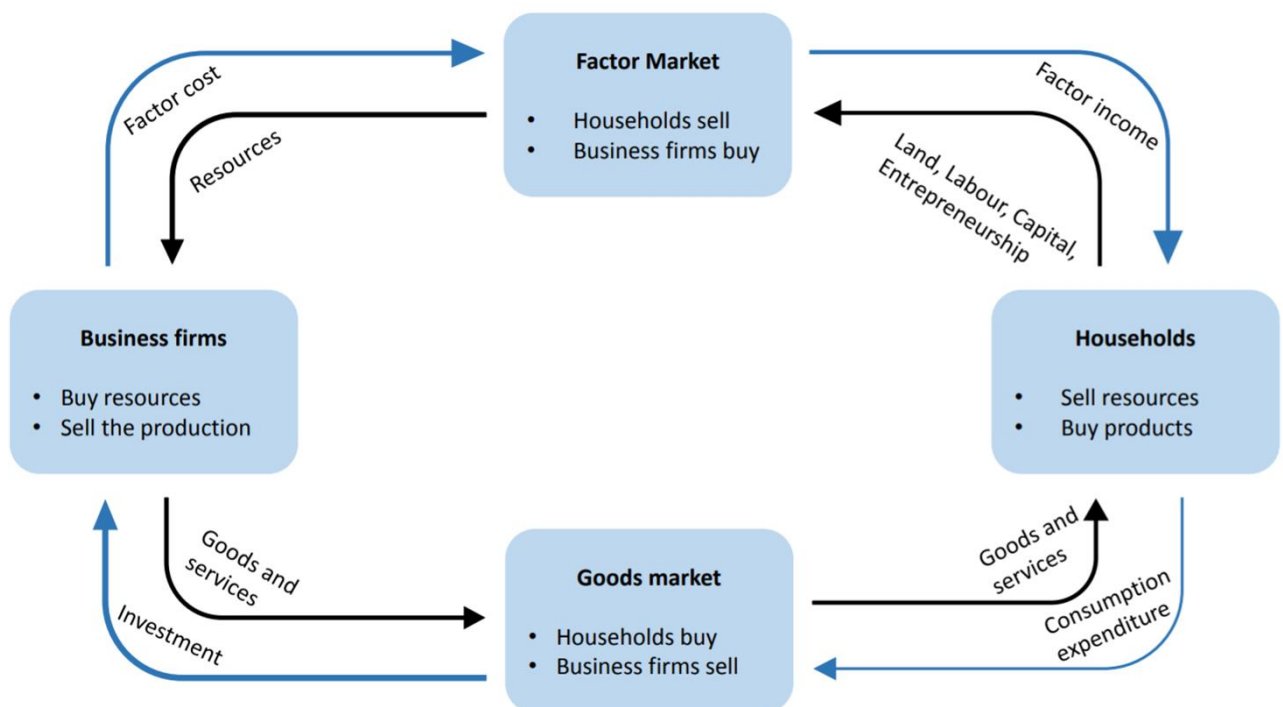 Factor Market
• Households sell
• Business firms buy
Factor cost
Resources
Factor income
Land, Labour, Capital,
Entrepreneurship
Business firms
• Buy resources
• Sell the production
Households
• Sell resources
• Buy products
Goods and
services
Investment
Goods market
• Households buy
• Business firms sell
Goods and
services
Consumption
expenditure